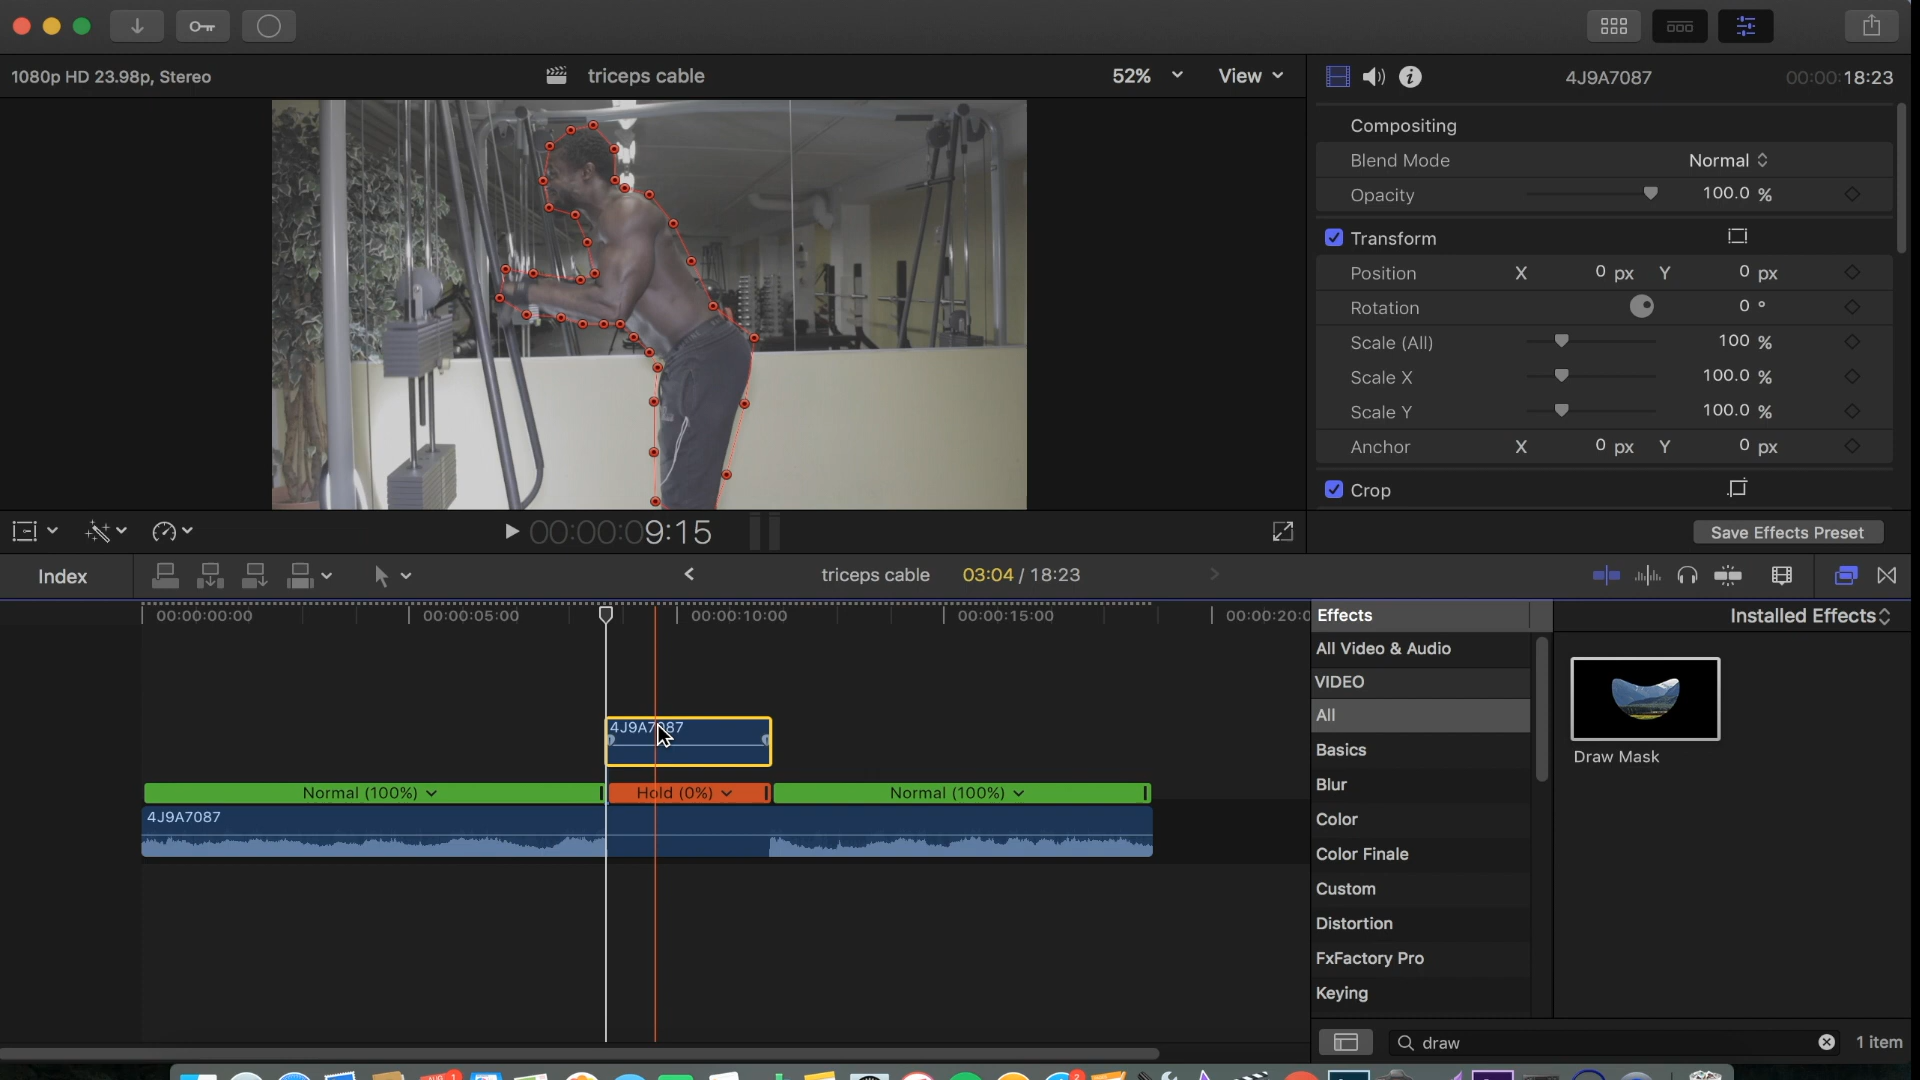 1080p HD 23.98p, Stereo
triceps cable
52%
View
4J9A7087
00:00:18:23
Compositing
Blend Mode
Normal
Opacity
100.0 %
Transform
Position
X
0 px
Y
0 px
Rotation
0 °
Scale (All)
100 %
Scale X
100.0 %
Scale Y
100.0 %
Anchor
X
0 px
Y
0 px
Crop
00:00:09:15
Save Effects Preset
Index
triceps cable
03:04 / 18:23
00:00:00:00
00:00:05:00
00:00:10:00
00:00:15:00
00:00:20:0
Effects
Installed Effects
All Video & Audio
VIDEO
All
Basics
Blur
Color
Color Finale
Custom
Distortion
FxFactory Pro
Keying
Draw Mask
4J9A7087
Normal (100%)
Hold (0%)
Normal (100%)
4J9A7087
draw
1 item